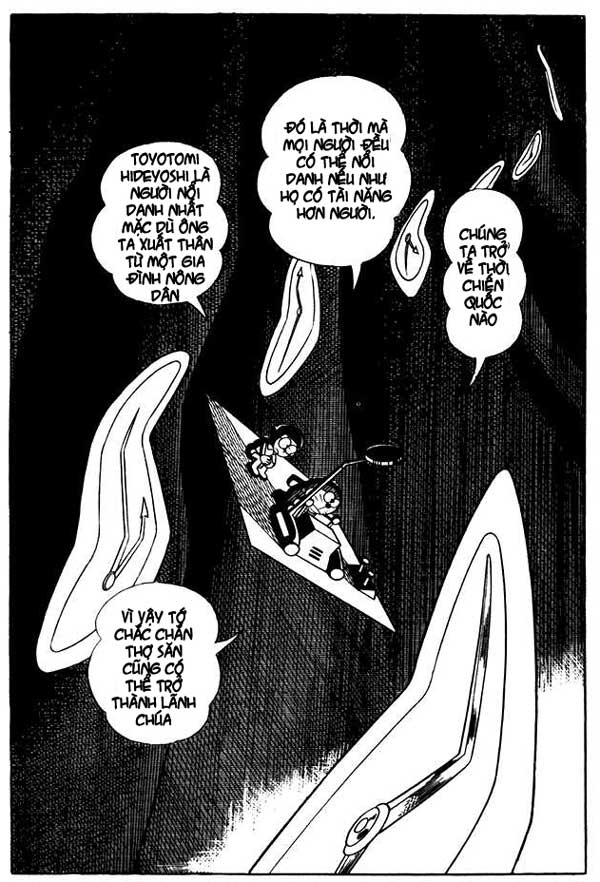 CHÚNG
TA TRỞ
VỀ THỜI
CHIẾN
QUỐC
NÀO
ĐÓ LÀ THỜI MÀ
MỌI NGƯỜI ĐỀU
CÓ THỂ NỔI
DANH NẾU NHƯ
HỌ CÓ TÀI NĂNG
HƠN NGƯỜI.
TOYOTOMI
HIDEYOSHI LÀ
NGƯỜI NỔI
DANH NHẤT
MẶC DÙ ÔNG
TA XUẤT THÂN
TỪ MỘT GIA
ĐÌNH NÔNG
DÂN
VÌ VẬY TỚ
CHẮC CHẮN
THỢ SĂN
CŨNG CÓ
THỂ TRỞ
THÀNH LÃNH
CHÚA